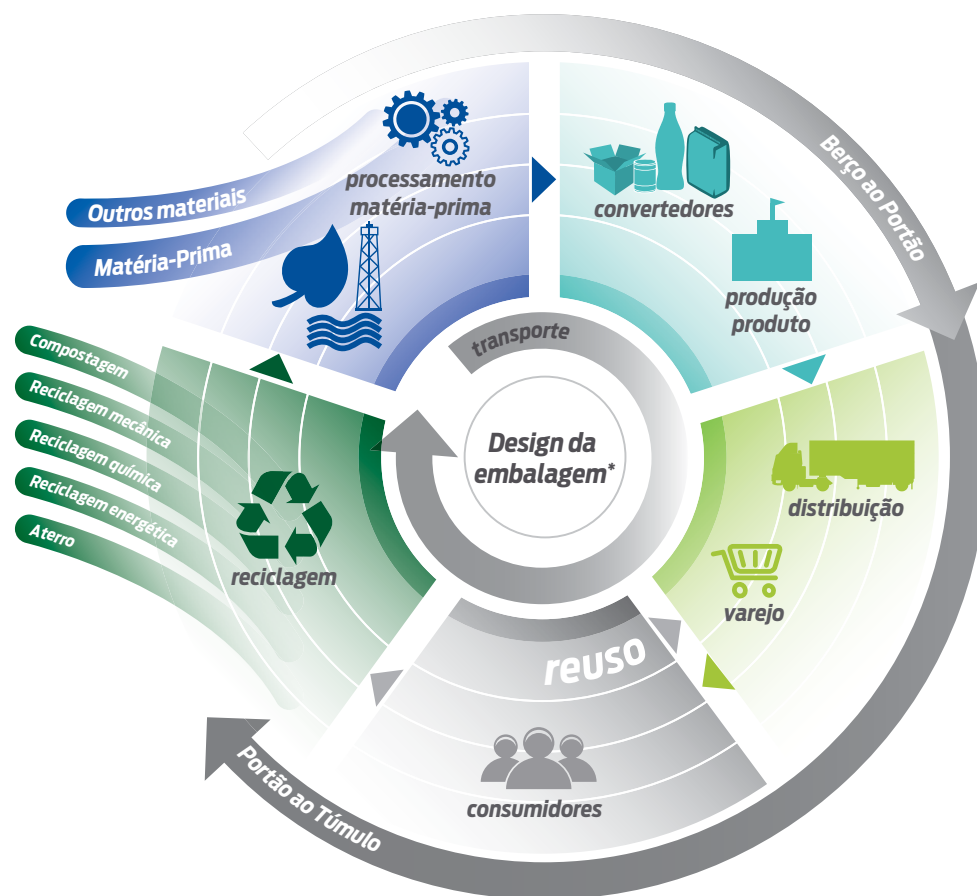 Outros materiais
Matéria-Prima
processamento
matéria-prima
convertedores
produção
produto
Berço ao Portão
transporte
Design da
embalagem*
Compostagem
Reciclagem mecânica
Reciclagem química
Reciclagem energética
Aterro
reciclagem
distribuição
varejo
reuso
consumidores
Portão ao Túmulo